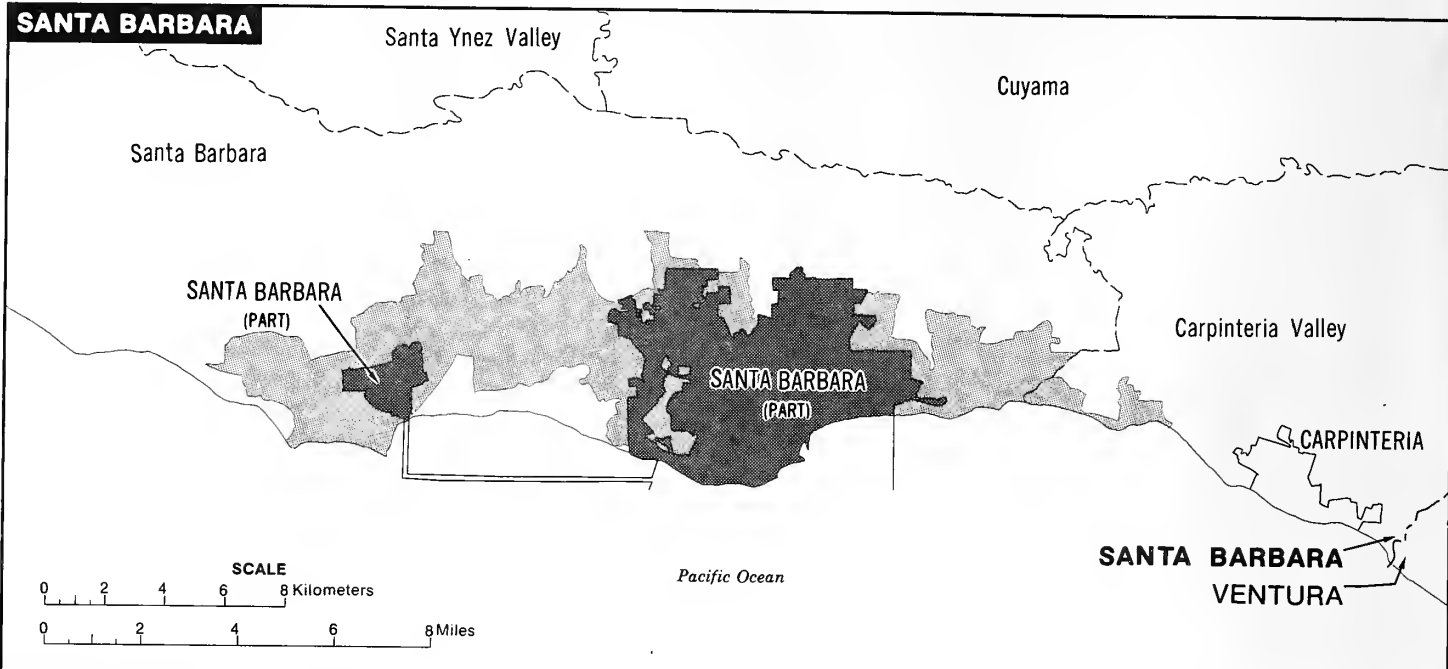 SANTA BARBARA
Santa Ynez Valley
Cuyama
Santa Barbara
SANTA BARBARA
(PART)
Carpinteria Valley
SANTA BARBARA
(PART)
CARPINTERIA
SANTA BARBARA
VENTURA
Pacific Ocean
SCALE
0 2 4 6 8 Kilometers
0 2 4 6 8 Miles